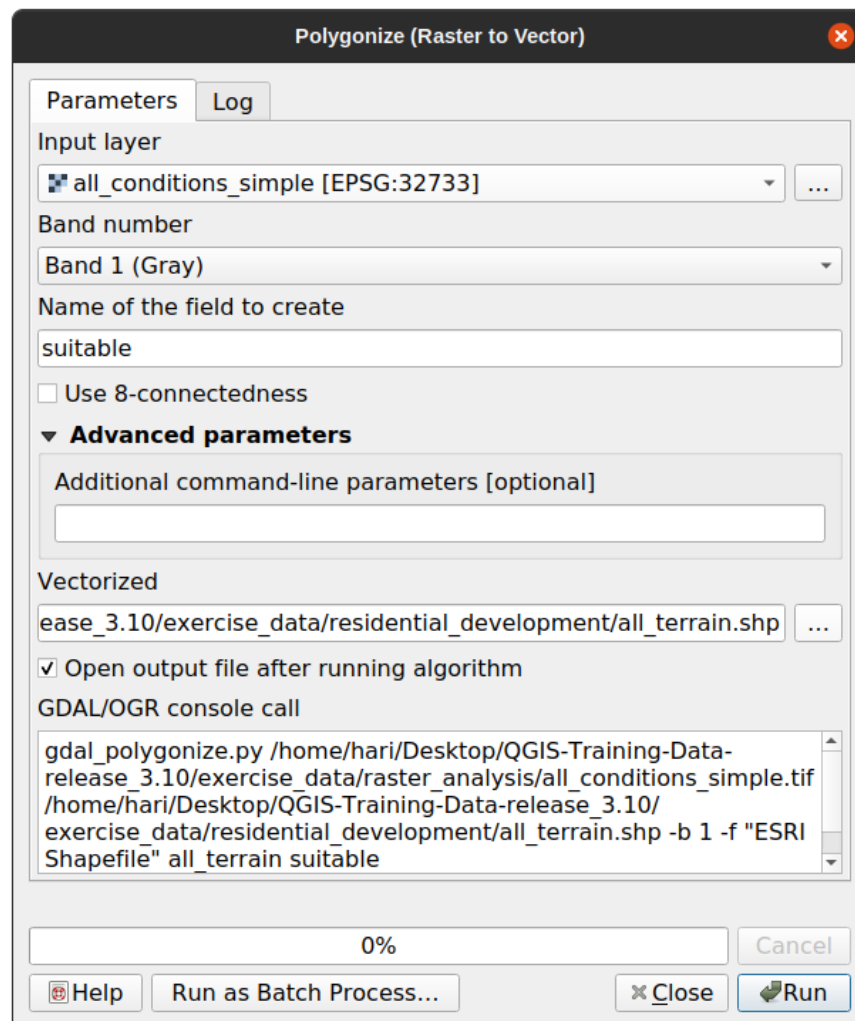 Polygonize (Raster to Vector)
Parameters
Log
Input layer
all_conditions_simple [EPSG:32733]
...
Band number
Band 1 (Gray)
Name of the field to create
suitable
Use 8-connectedness
Advanced parameters
Additional command-line parameters [optional]
Vectorized
ease_3.10/exercise_data/residential_development/all_terrain.shp
...
Open output file after running algorithm
GDAL/OGR console call
gdal_polygonize.py /home/hari/Desktop/QGIS-Training-Data-
release_3.10/exercise_data/raster_analysis/all_conditions_simple.tif
/home/hari/Desktop/QGIS-Training-Data-release_3.10/
exercise_data/residential_development/all_terrain.shp -b 1 -f "ESRI
Shapefile" all_terrain suitable
0%
Cancel
Help
Run as Batch Process...
Close
Run